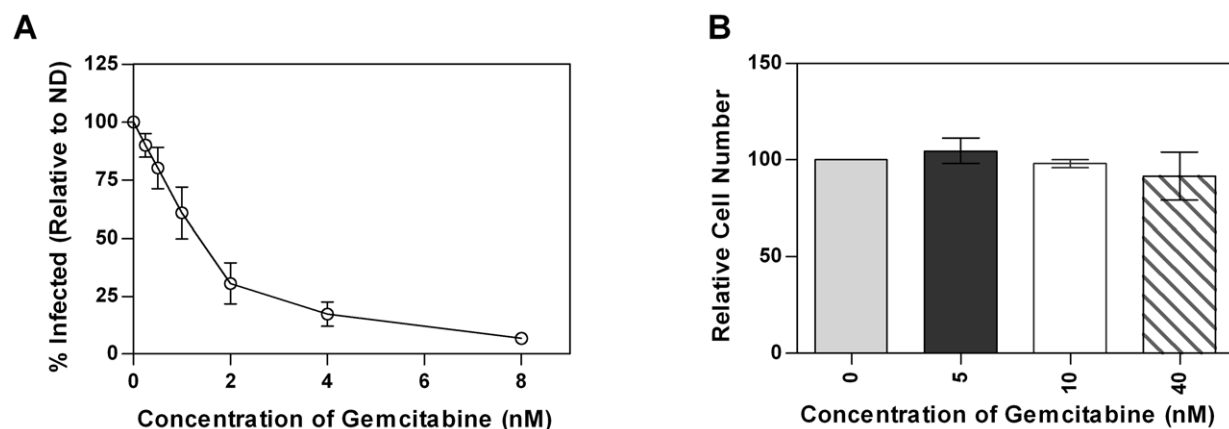 A
% Infected (Relative to ND)
125
100
75
50
25
0
0 2 4 6 8
Concentration of Gemcitabine (nM)
B
Relative Cell Number
150
100
50
0
0 5 10 40
Concentration of Gemcitabine (nM)